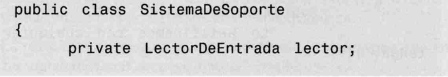 public class SistemaDeSoporte
{
private LectorDeEntrada lector;